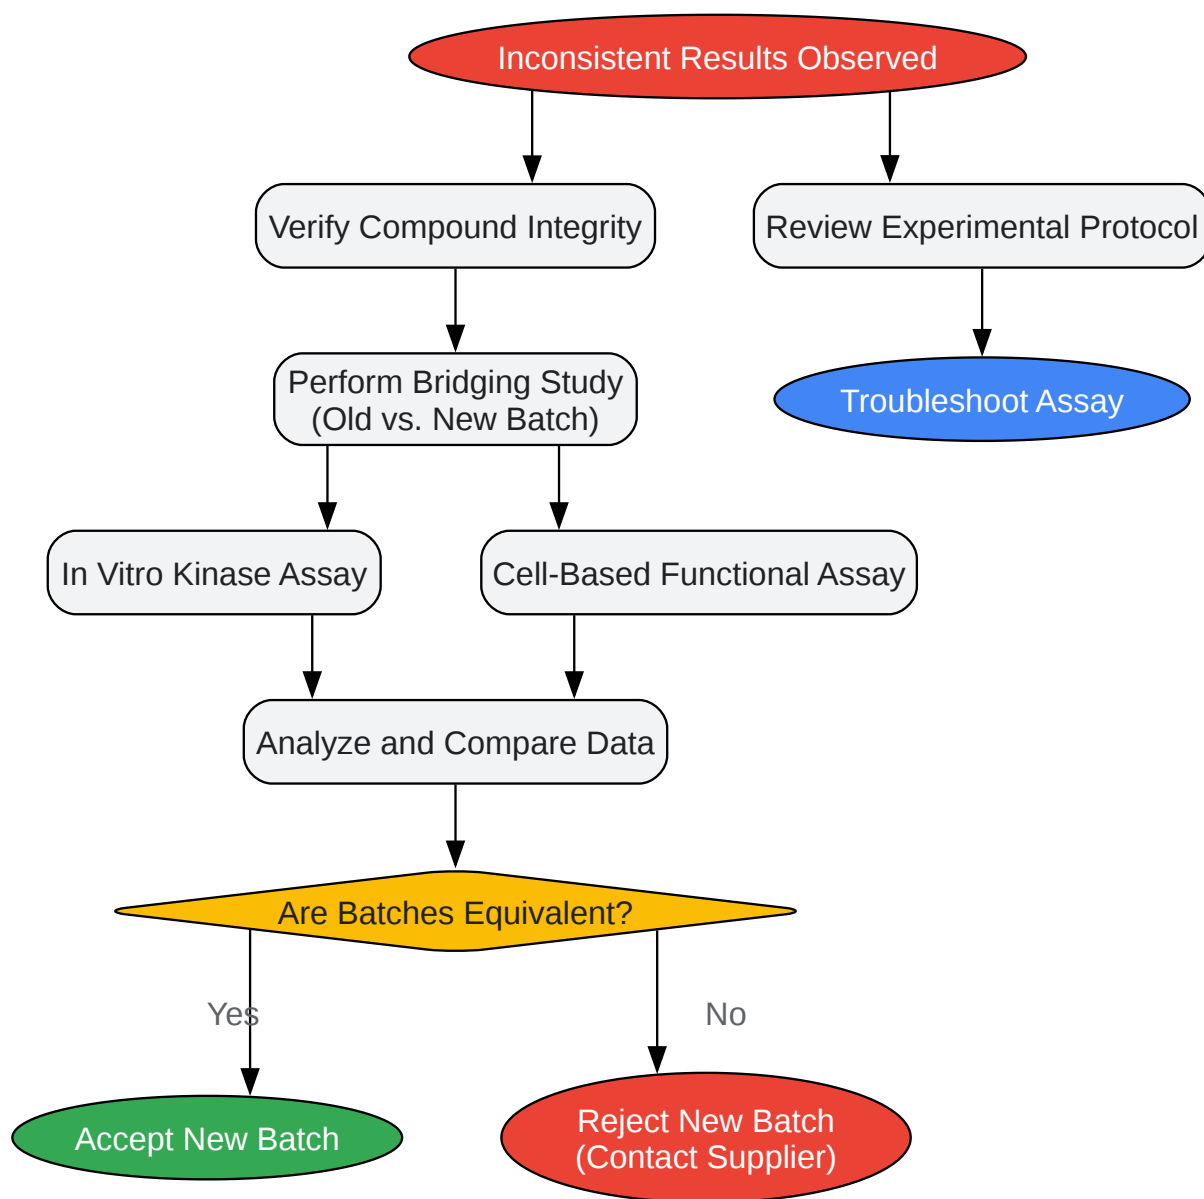 Inconsistent Results Observed
Verify Compound Integrity
Review Experimental Protocol
Perform Bridging Study
(Old vs. New Batch)
Troubleshoot Assay
In Vitro Kinase Assay
Cell-Based Functional Assay
Analyze and Compare Data
Are Batches Equivalent?
Yes
No
Accept New Batch
Reject New Batch
(Contact Supplier)